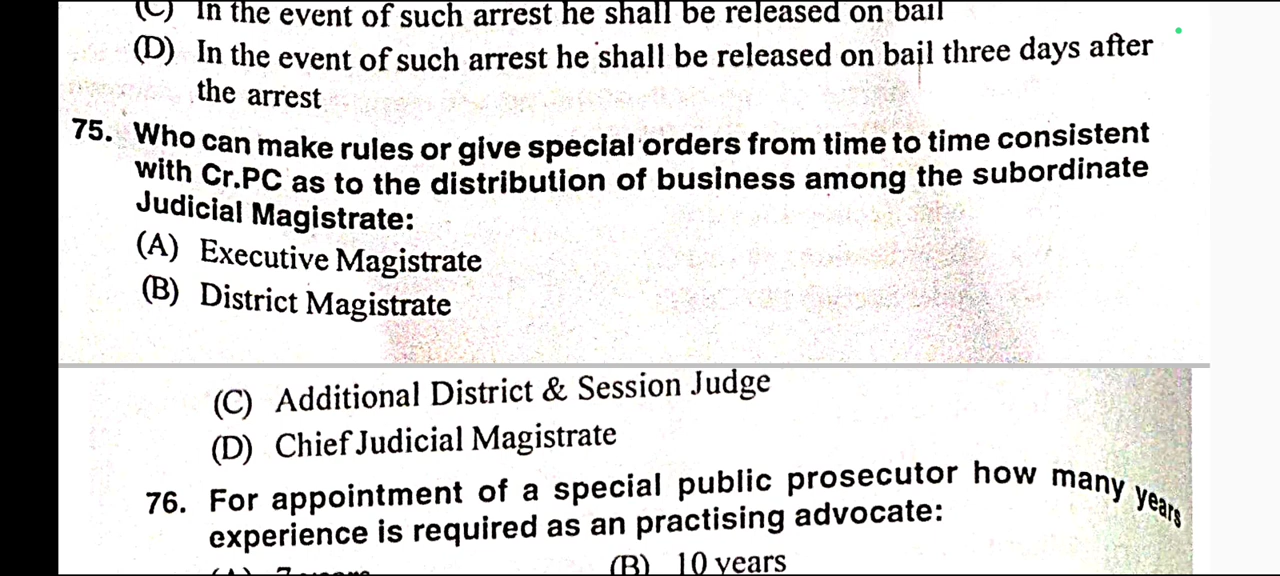 (C) In the event of such arrest he shall be released on bail
(D) In the event of such arrest he shall be released on bail three days after
the arrest
75. Who can make rules or give special orders from time to time consistent
with Cr.PC as to the distribution of business among the subordinate
Judicial Magistrate:
(A) Executive Magistrate
(B) District Magistrate
(C) Additional District & Session Judge
(D) Chief Judicial Magistrate
76. For appointment of a special public prosecutor how many years
experience is required as an practising advocate:
(B) 10 years